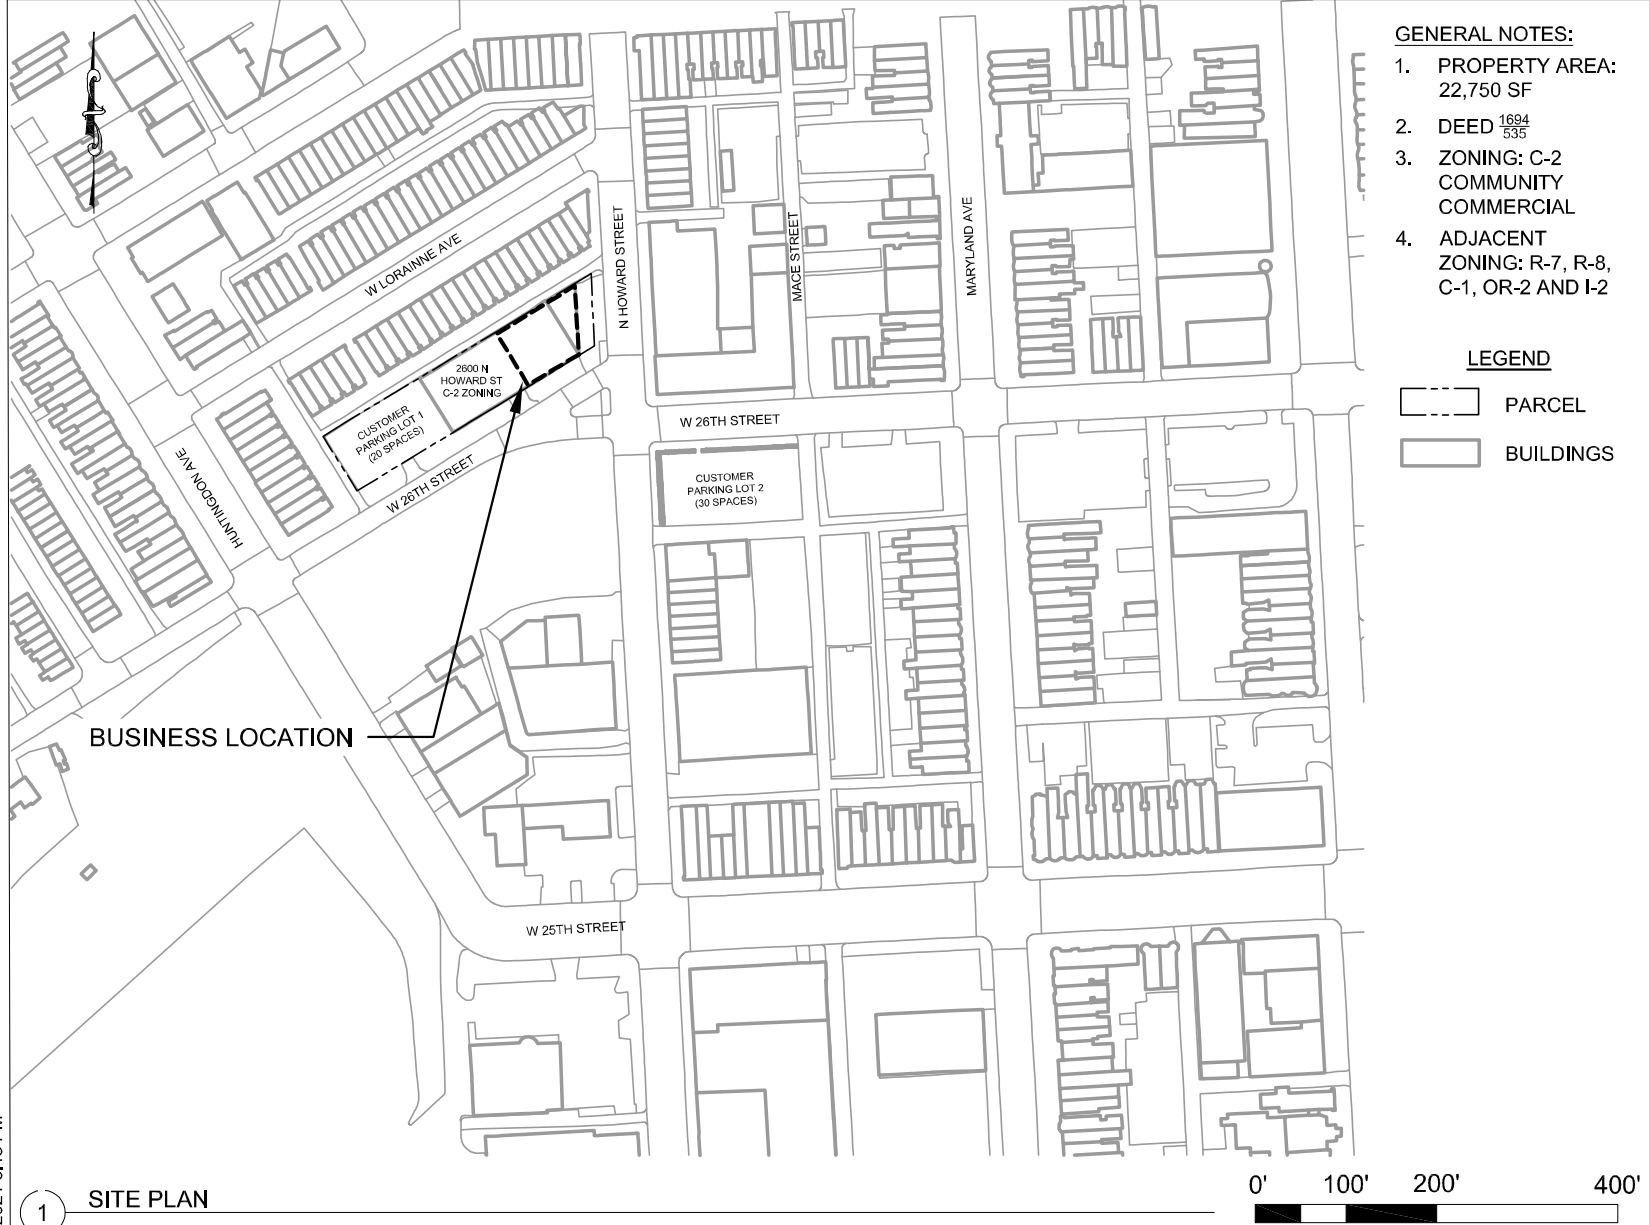 GENERAL NOTES:
1. PROPERTY AREA:
22,750 SF
2. DEED 1694/535
3. ZONING: C-2
COMMUNITY
COMMERCIAL
4. ADJACENT
ZONING: R-7, R-8,
C-1, OR-2 AND I-2
LEGEND
PARCEL
BUILDINGS
W LORAINNE AVE
N HOWARD STREET
MACE STREET
MARYLAND AVE
2600 N
HOWARD ST
C-2 ZONING
CUSTOMER
PARKING LOT 1
(20 SPACES)
W 26TH STREET
W 26TH STREET
HUNTINGDON AVE
CUSTOMER
PARKING LOT 2
(30 SPACES)
BUSINESS LOCATION
W 25TH STREET
1 SITE PLAN
0' 100' 200' 400'